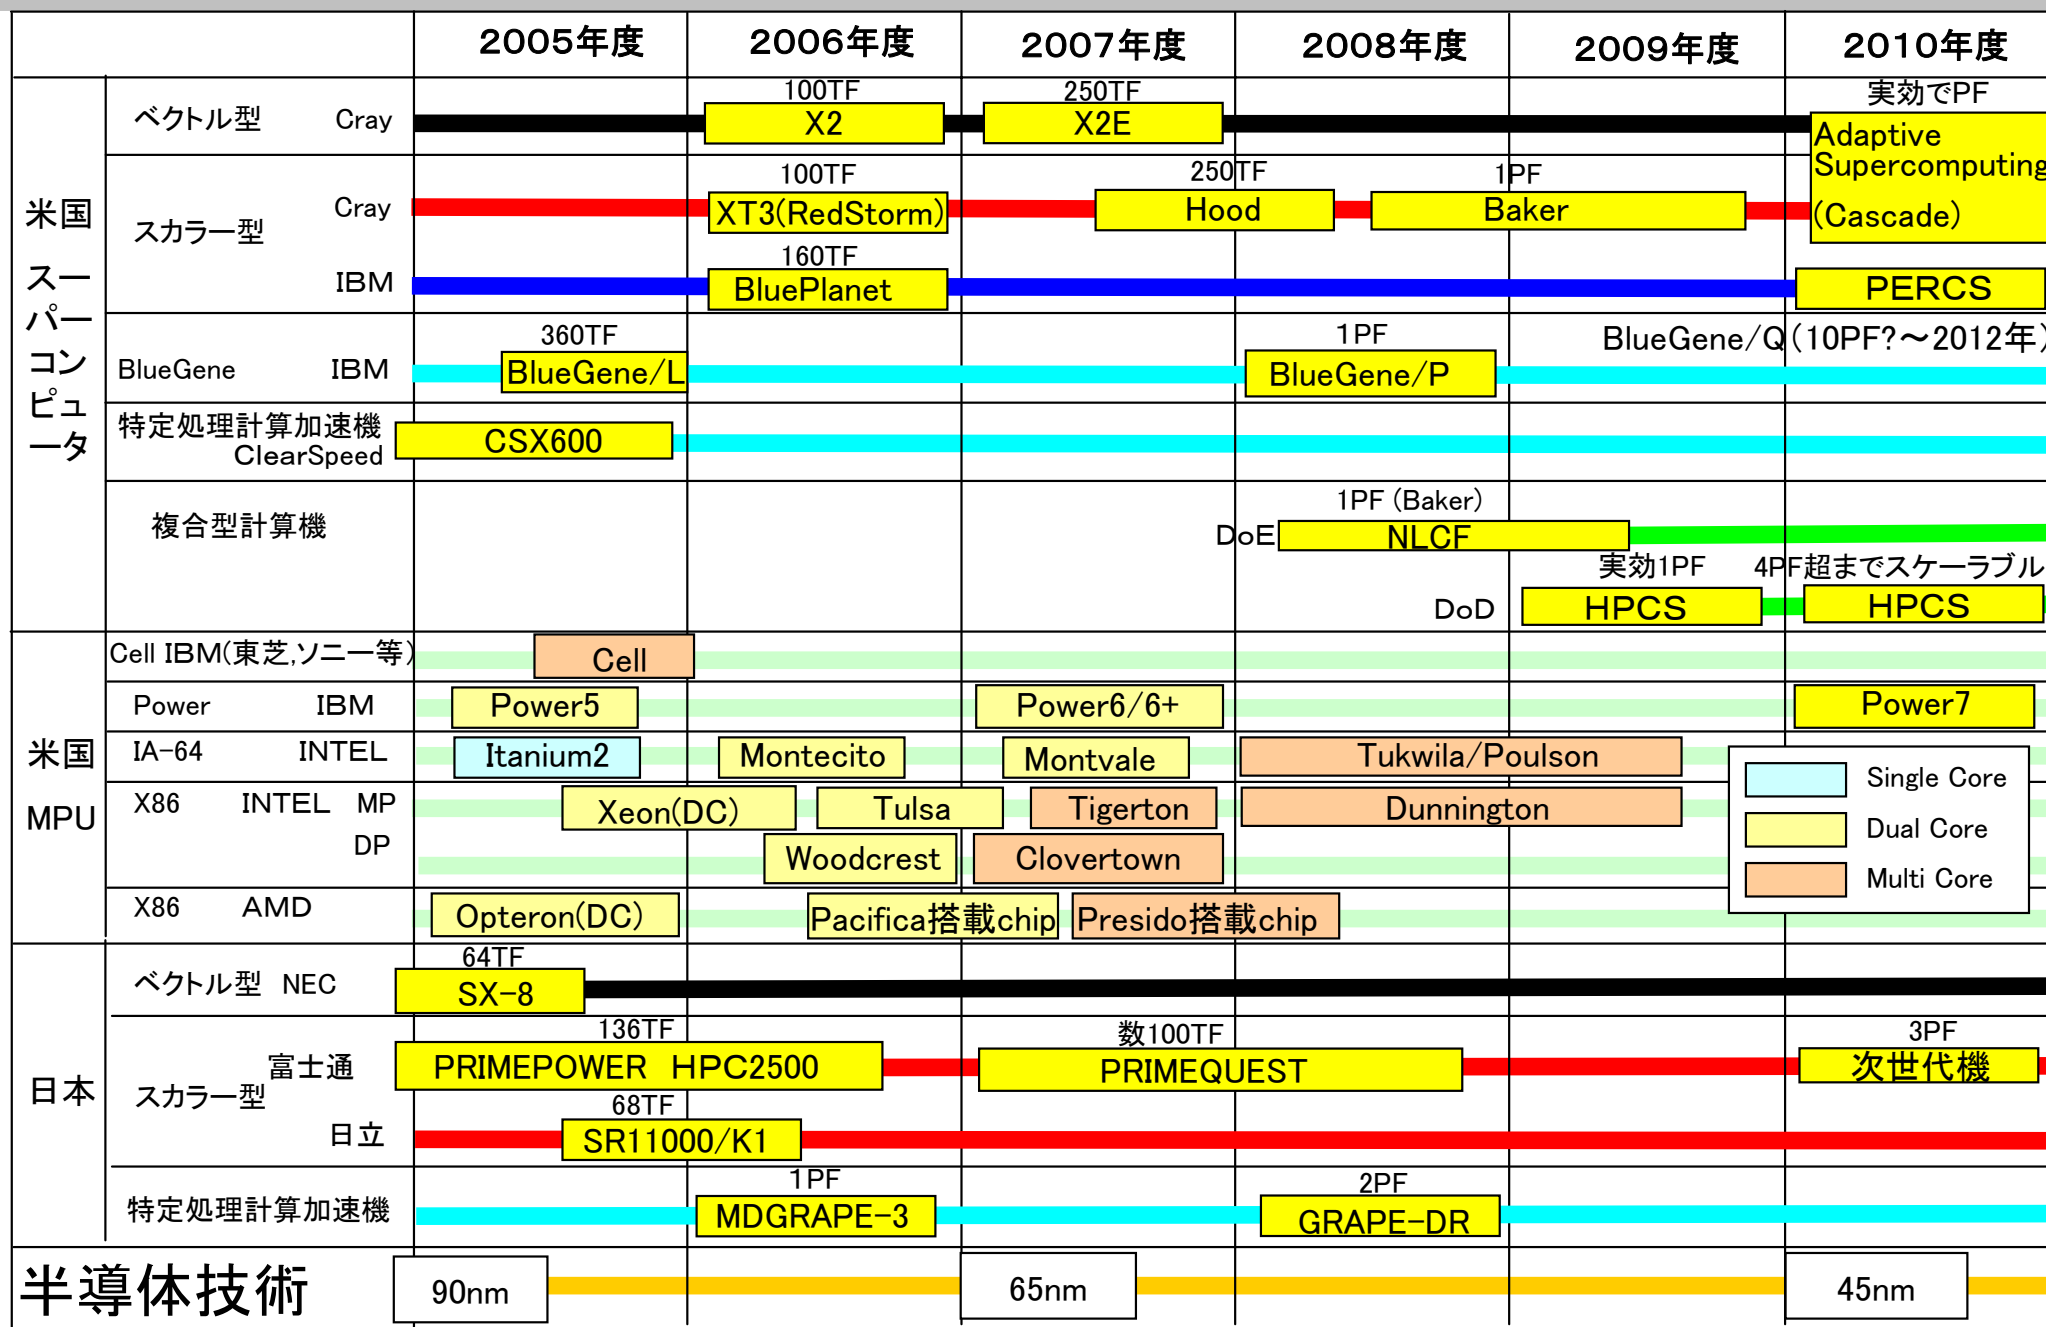 2005年度 2006年度 2007年度 2008年度 2009年度 2010年度
米国
スー
パー
コン
ピュ
ータ
ベクトル型 Cray
100TF
X2
250TF
X2E
実効でPF
Adaptive
Supercomputing
(Cascade)
スカラー型
Cray
100TF
XT3(RedStorm)
250TF
Hood
1PF
Baker
IBM
160TF
BluePlanet
PERCS
BlueGene IBM
360TF
BlueGene/L
1PF
BlueGene/P
BlueGene/Q(10PF?～2012年)
特定処理計算加速機
ClearSpeed
CSX600
複合型計算機
1PF (Baker)
DoE NLCF
実効1PF 4PF超までスケーラブル
DoD HPCS HPCS
米国
MPU
Cell IBM(東芝,ソニー等) Cell
Power IBM Power5 Power6/6+ Power7
IA-64 INTEL Itanium2 Montecito Montvale Tukwila/Poulson
X86 INTEL MP Xeon(DC) Tulsa Tigerton Dunnington
DP Woodcrest Clovertown
X86 AMD Opteron(DC) Pacifica搭載chip Presido搭載chip
Single Core
Dual Core
Multi Core
日本
ベクトル型 NEC
64TF
SX-8
スカラー型
富士通
136TF
PRIMEPOWER HPC2500
数100TF
PRIMEQUEST
3PF
次世代機
日立
68TF
SR11000/K1
特定処理計算加速機
1PF
MDGRAPE-3
2PF
GRAPE-DR
半導体技術 90nm 65nm 45nm